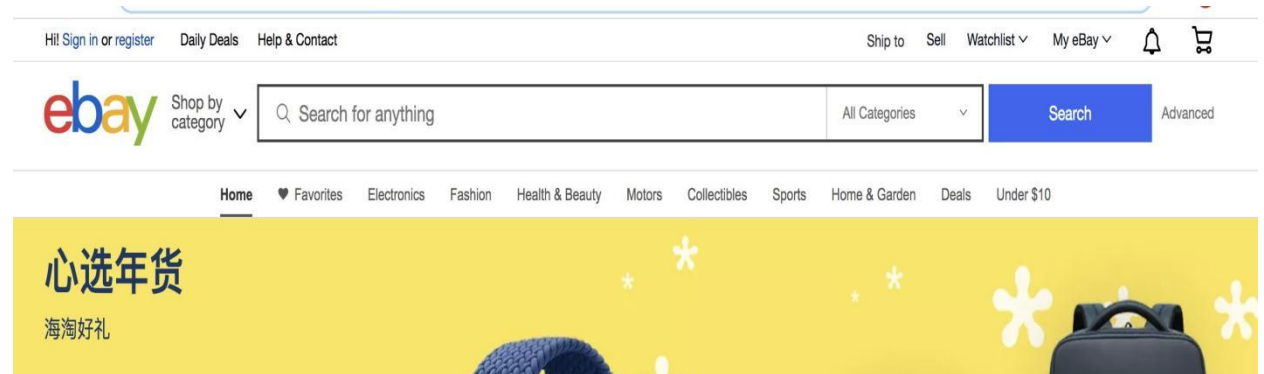 Hi! Sign in or register Daily Deals Help & Contact Ship to Sell Watchlist My eBay
ebay Shop by category Search for anything All Categories Search Advanced
Home Favorites Electronics Fashion Health & Beauty Motors Collectibles Sports Home & Garden Deals Under $10
心选年货
海淘好礼